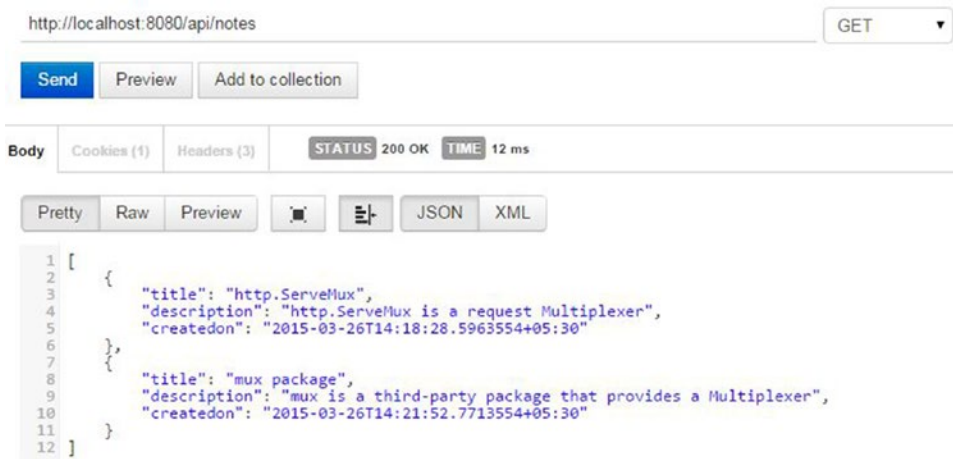 http://localhost:8080/api/notes GET
Send Preview Add to collection
Body Cookies (1) Headers (3) STATUS 200 OK TIME 12 ms
Pretty Raw Preview JSON XML
1 [
2 {
3 "title": "http.ServeMux",
4 "description": "http.ServeMux is a request Multiplexer",
5 "createdon": "2015-03-26T14:18:28.5963554+05:30"
6 },
7 {
8 "title": "mux package",
9 "description": "mux is a third-party package that provides a Multiplexer",
10 "createdon": "2015-03-26T14:21:52.7713554+05:30"
11 }
12 ]